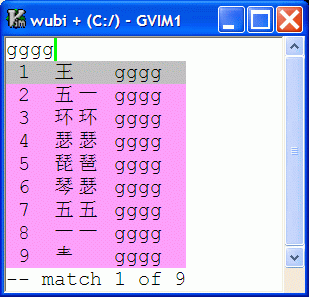 wubi + (C:/) - GVIM1
gggg
1 王 gggg
2 五一 gggg
3 环环 gggg
4 瑟瑟 gggg
5 琵琶 gggg
6 琴瑟 gggg
7 五五 gggg
8 一一 gggg
9 龶 gggg
-- match 1 of 9